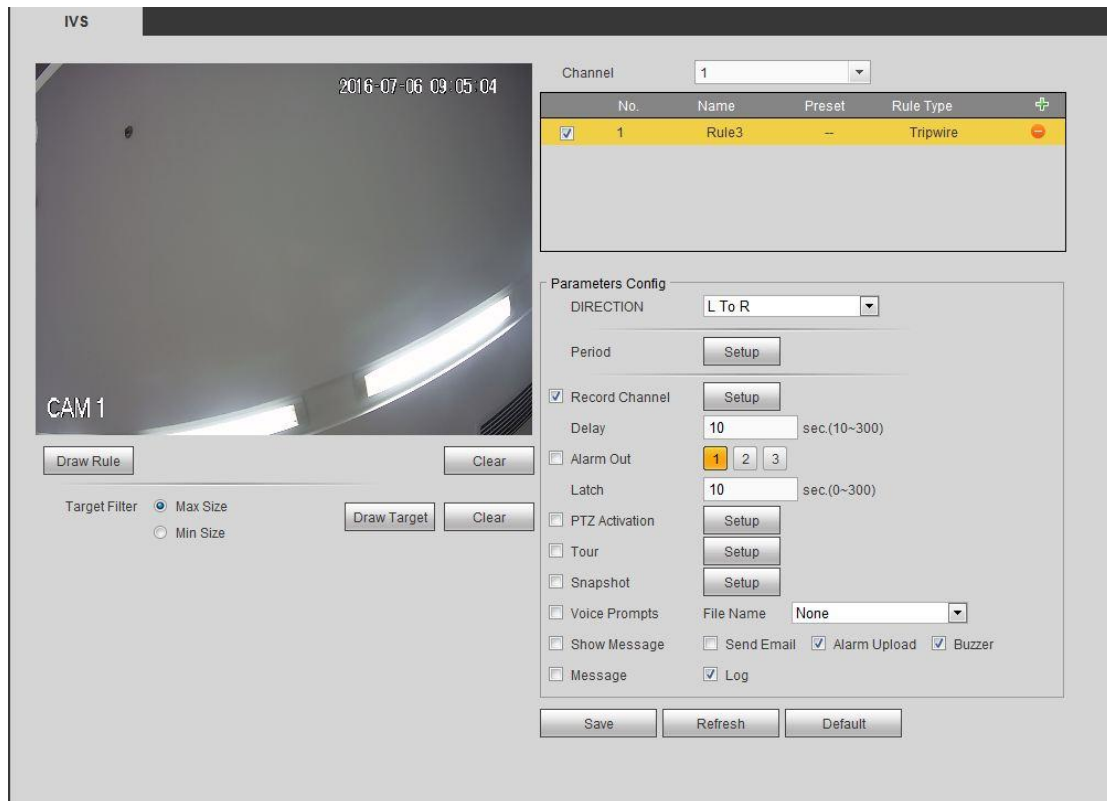 IVS
2016-07-06 09:05:04
CAM 1
Draw Rule Clear
Target Filter Max Size
Min Size
Draw Target Clear
Channel 1
No. Name Preset Rule Type
1 Rule3 -- Tripwire
Parameters Config
DIRECTION L To R
Period Setup
Record Channel Setup
Delay 10 sec.(10~300)
Alarm Out 1 2 3
Latch 10 sec.(0~300)
PTZ Activation Setup
Tour Setup
Snapshot Setup
Voice Prompts File Name None
Show Message Send Email Alarm Upload Buzzer
Message Log
Save Refresh Default